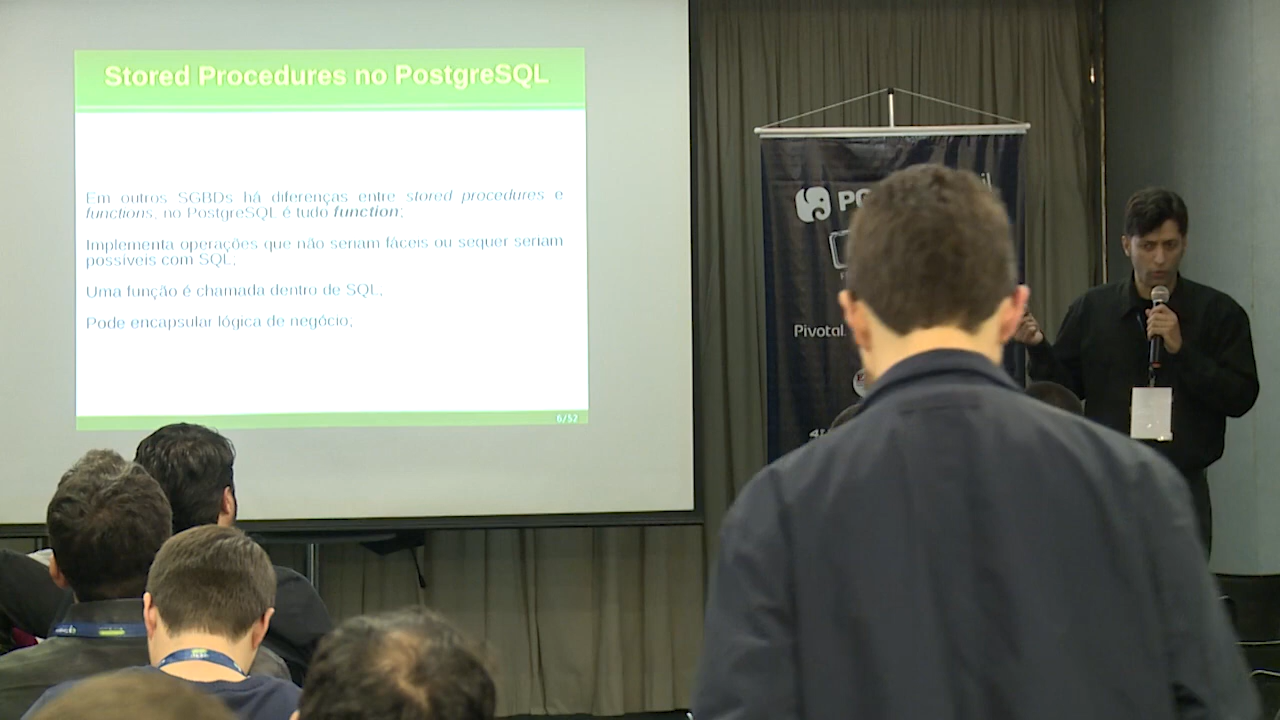 Stored Procedures no PostgreSQL
Em outros SGBDs há diferenças entre stored procedures e
functions, no PostgreSQL é tudo function;
Implementa operações que não seriam fáceis ou sequer seriam
possíveis com SQL;
Uma função é chamada dentro de SQL;
Pode encapsular lógica de negócio;
6/52
Pivotal